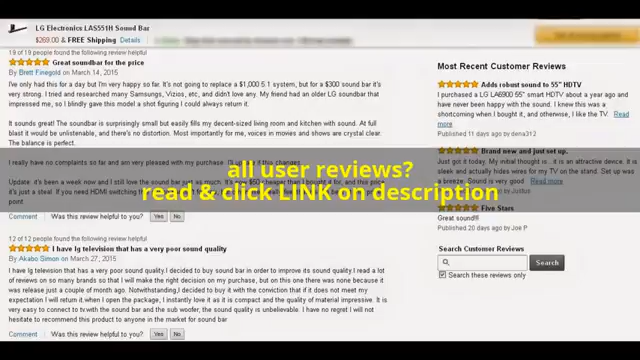 LG Electronics LAS551H Sound Bar
$269.00 & FREE Shipping Details
19 of 19 people found the following review helpful
Great soundbar for the price
By Brett Finegold on March 14, 2015
I've only had this for a day but I'm very happy so far. It's not going to replace a $1,000 5.1 system, but for a $300 sound bar it's
very strong. I tried and researched many Samsungs, Vizios, etc, and didn't love any. My friend had an older LG soundbar that
impressed me, so I blindly gave this model a shot figuring I could always return it.
It sounds great! The soundbar is surprisingly small but easily fills my decent-sized living room and kitchen with sound. At full
blast it would be unlistenable, and there's no distortion. Most importantly for me, voices in movies and shows are crystal clear.
The balance is perfect.
I really have no complaints so far and am very pleased with my purchase. I'll if this changes
Update: it's been a week now and I still love the sound bar just as much. It's now $50 cheaper than I bought it for, and at this price
it's just a steal. If you need HDMI switching
point
Comment Was this review helpful to you? Yes No
12 of 12 people found the following review helpful
I have lg television that has a very poor sound quality
By Akabo Simon on March 27, 2015
I have lg television that has a very poor sound quality.I decided to buy sound bar in order to improve its sound quality.I read a lot
of reviews on so many brands so that I will make the right decision on my purchase, but on this one there was none because it
was release just a couple of month ago. Notwithstanding,I decided to buy it with the conviction that if it does not meet my
expectation I will return it.when I open the package, I instantly love it as it is compact and the quality of material impressive. It is
very easy to connect to tv.with the sound bar and the sub woofer, the sound quality is unbelievable. I have no regret I will not
hesitate to recommend this product to anyone in the market for sound bar
Comment Was this review helpful to you? Yes No
all user reviews?
read & click LINK on description
Most Recent Customer Reviews
Adds robust sound to 55" HDTV
I purchased a LG LA6900 55" smart HDTV about a year ago and
have never been happy with the sound. I knew this was the
shortcoming when I bought it, and otherwise, I like the TV. Read
more
Published 11 days ago by dena312
Brand new and just set up.
Just got it today. My initial thought is... it is an attractive device. It is
sleek and actually hides wires for my TV on the stand. Set up was
a breeze. Sound is very good Read more
Published by Justus
Five Stars
Great sound!!!
Published 20 days ago by Joe P
Search Customer Reviews
Search
Search these reviews only